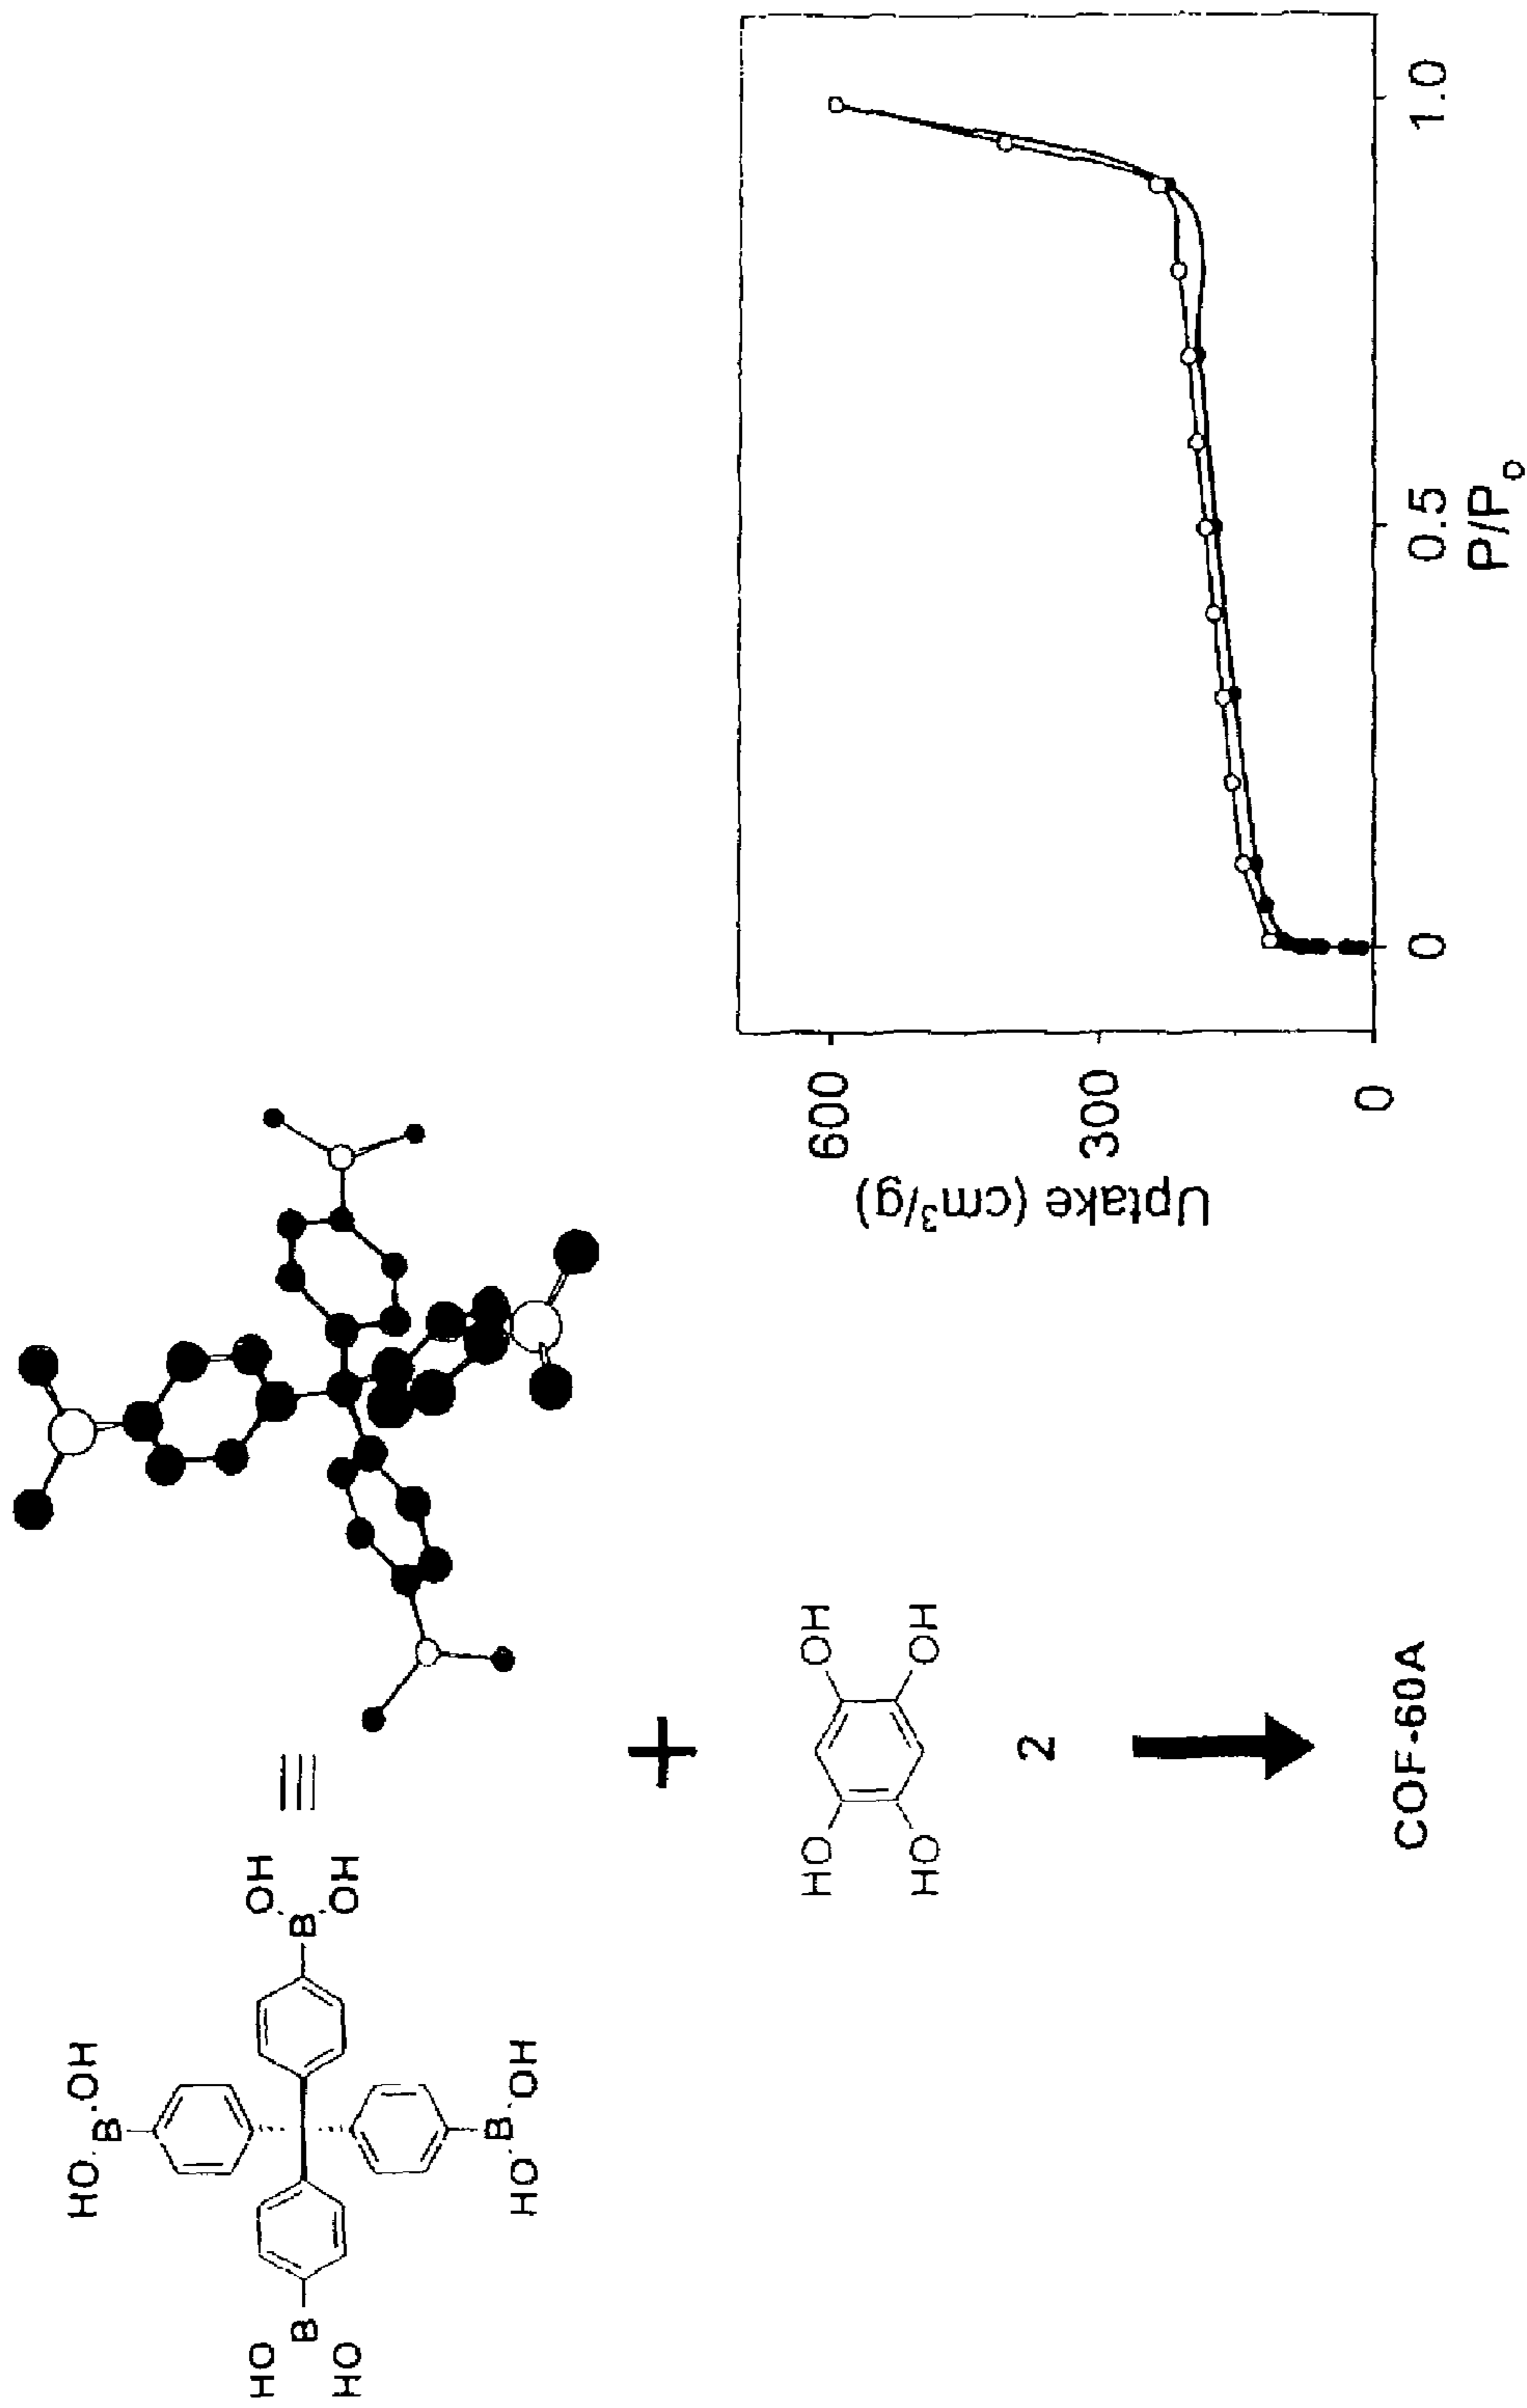 HO OH
B
HO OH
B B ≡
HO OH
B
HO OH
+
HO OH
HO OH
2
COF-60A
Uptake (cm³/g)
600
300
0
0 0.5 1.0
P/Pₒ